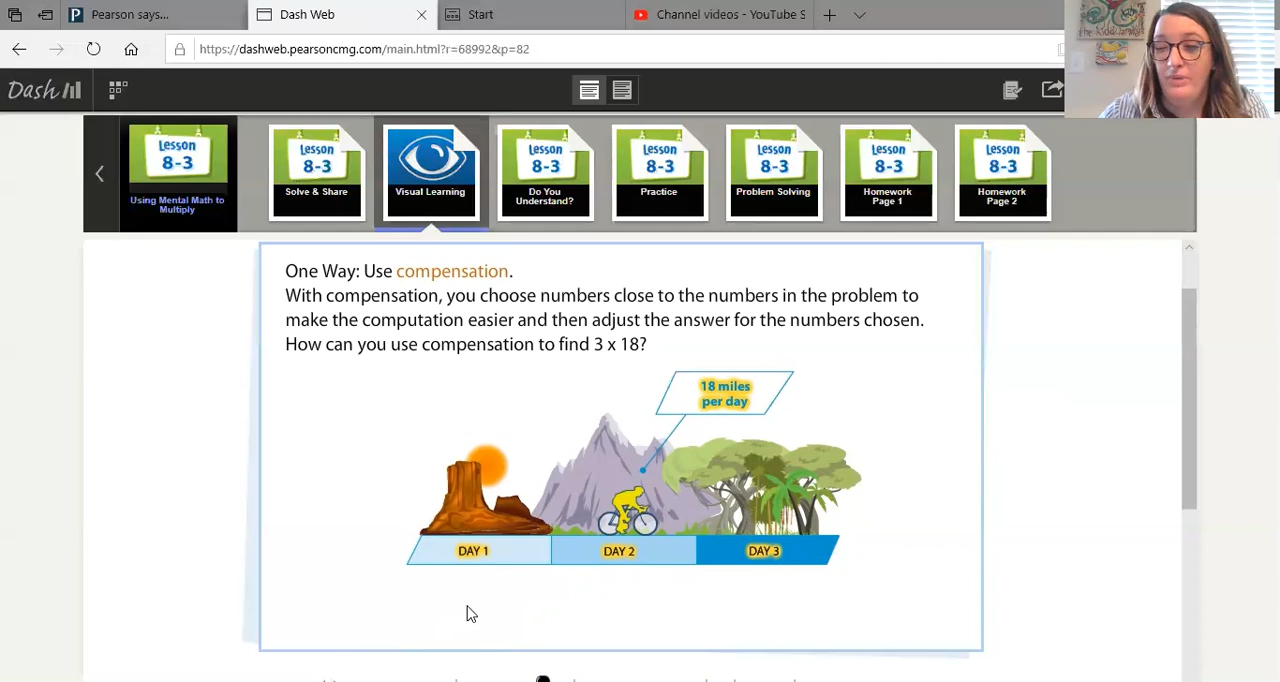 Pearson says...
Dash Web
Start
Channel videos - YouTube S
https://dashweb.pearsoncmg.com/main.html?r=68992&p=82
Dash
Lesson
8-3
Using Mental Math to
Multiply
Lesson
8-3
Solve & Share
Visual Learning
Lesson
8-3
Do You
Understand?
Lesson
8-3
Practice
Lesson
8-3
Problem Solving
Lesson
8-3
Homework
Page 1
Lesson
8-3
Homework
Page 2
One Way: Use compensation.
With compensation, you choose numbers close to the numbers in the problem to
make the computation easier and then adjust the answer for the numbers chosen.
How can you use compensation to find 3 x 18?
18 miles
per day
DAY 1
DAY 2
DAY 3